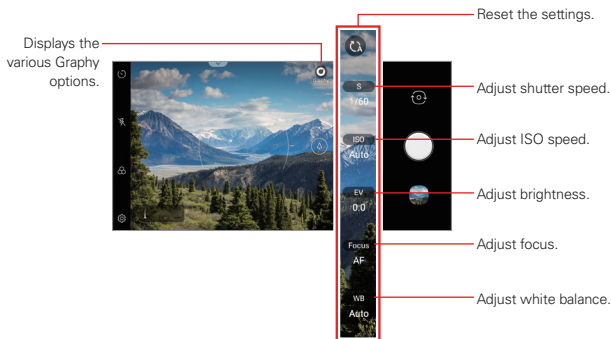 Reset the settings.
Displays the
various Graphy
options.
S
1/60
Adjust shutter speed.
ISO
Auto
Adjust ISO speed.
EV
0.0
Adjust brightness.
Focus
AF
Adjust focus.
WB
Auto
Adjust white balance.